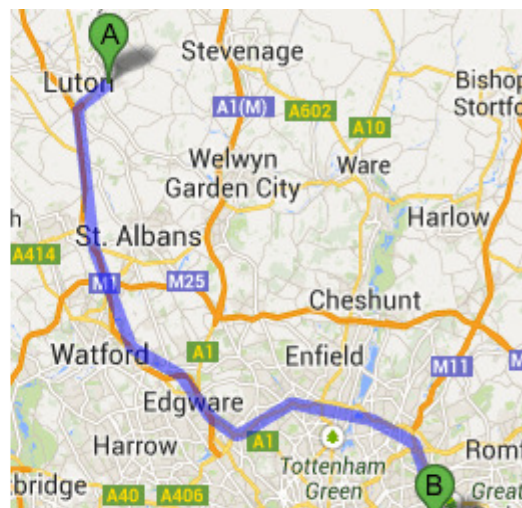 A
Stevenage
Luton
Bishop
Stortfo
A1(M)
A602
A10
Welwyn
Garden City
Ware
h
Harlow
A414
St. Albans
M1
M25
Cheshunt
Watford
A1
Enfield
M11
M
Edgware
Harrow
A1
Romf
Tottenham
Green
bridge
A40
A406
B
Great